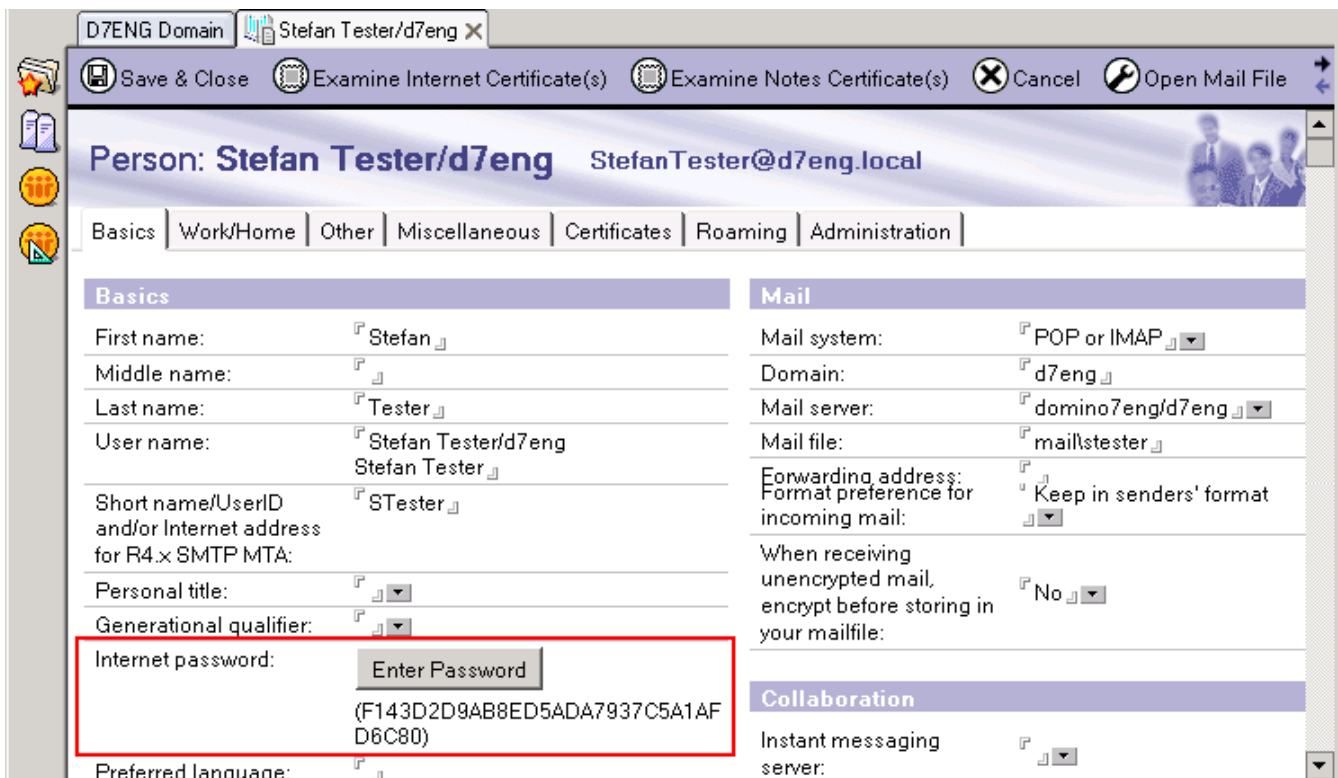 D7ENG Domain
Stefan Tester/d7eng
Save & Close
Examine Internet Certificate(s)
Examine Notes Certificate(s)
Cancel
Open Mail File
Person: Stefan Tester/d7eng
StefanTester@d7eng.local
Basics
Work/Home
Other
Miscellaneous
Certificates
Roaming
Administration
Basics
First name:
Stefan
Middle name:
Last name:
Tester
User name:
Stefan Tester/d7eng
Stefan Tester
Short name/UserID
and/or Internet address
for R4.x SMTP MTA:
STester
Personal title:
Generational qualifier:
Internet password:
Enter Password
(F143D2D9AB8ED5ADA7937C5A1AF
D6C80)
Preferred language:
Mail
Mail system:
POP or IMAP
Domain:
d7eng
Mail server:
domino7eng/d7eng
Mail file:
mail\stester
Forwarding address:
Format preference for
incoming mail:
Keep in senders' format
When receiving
unencrypted mail,
encrypt before storing in
your mailfile:
No
Collaboration
Instant messaging
server: